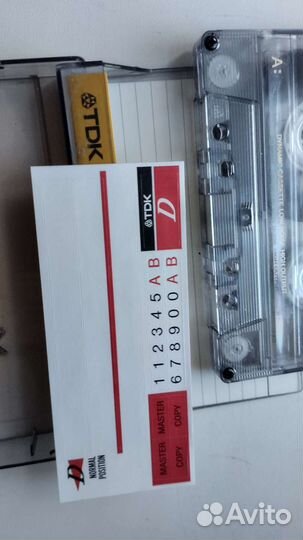 TDK
A:
DYNAMIC CASSETTE
TDK
D
1 1 2 3 4 5 A B
6 7 8 9 0 0 A B
MASTER MASTER
COPY COPY
D
NORMAL
POSITION
Avito